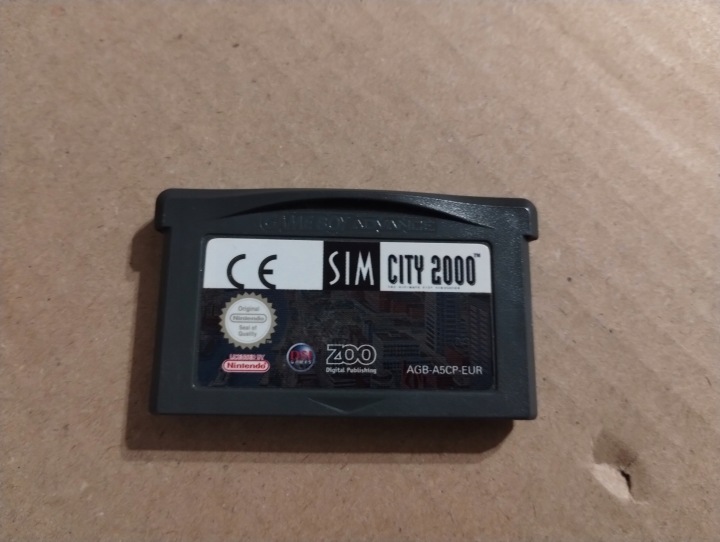 GAME BOY ADVANCE
CE
SIM
CITY 2000™
Original
Nintendo
Seal of
Quality
LICENSED BY
Nintendo
ZOO
Digital Publishing
AGB-A5CP-EUR